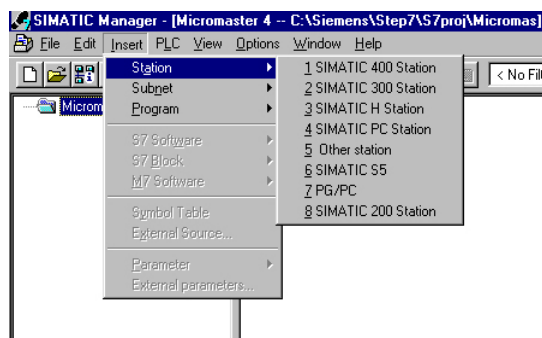 SIMATIC Manager - [Micromaster 4 -- C:\Siemens\Step7\S7proj\Micromas]
File Edit Insert PLC View Options Window Help
< No Fil
Microm
Station
Subnet
Program
S7 Software
S7 Block
M7 Software
Symbol Table
External Source...
Parameter
External parameters...
1 SIMATIC 400 Station
2 SIMATIC 300 Station
3 SIMATIC H Station
4 SIMATIC PC Station
5 Other station
6 SIMATIC S5
7 PG/PC
8 SIMATIC 200 Station